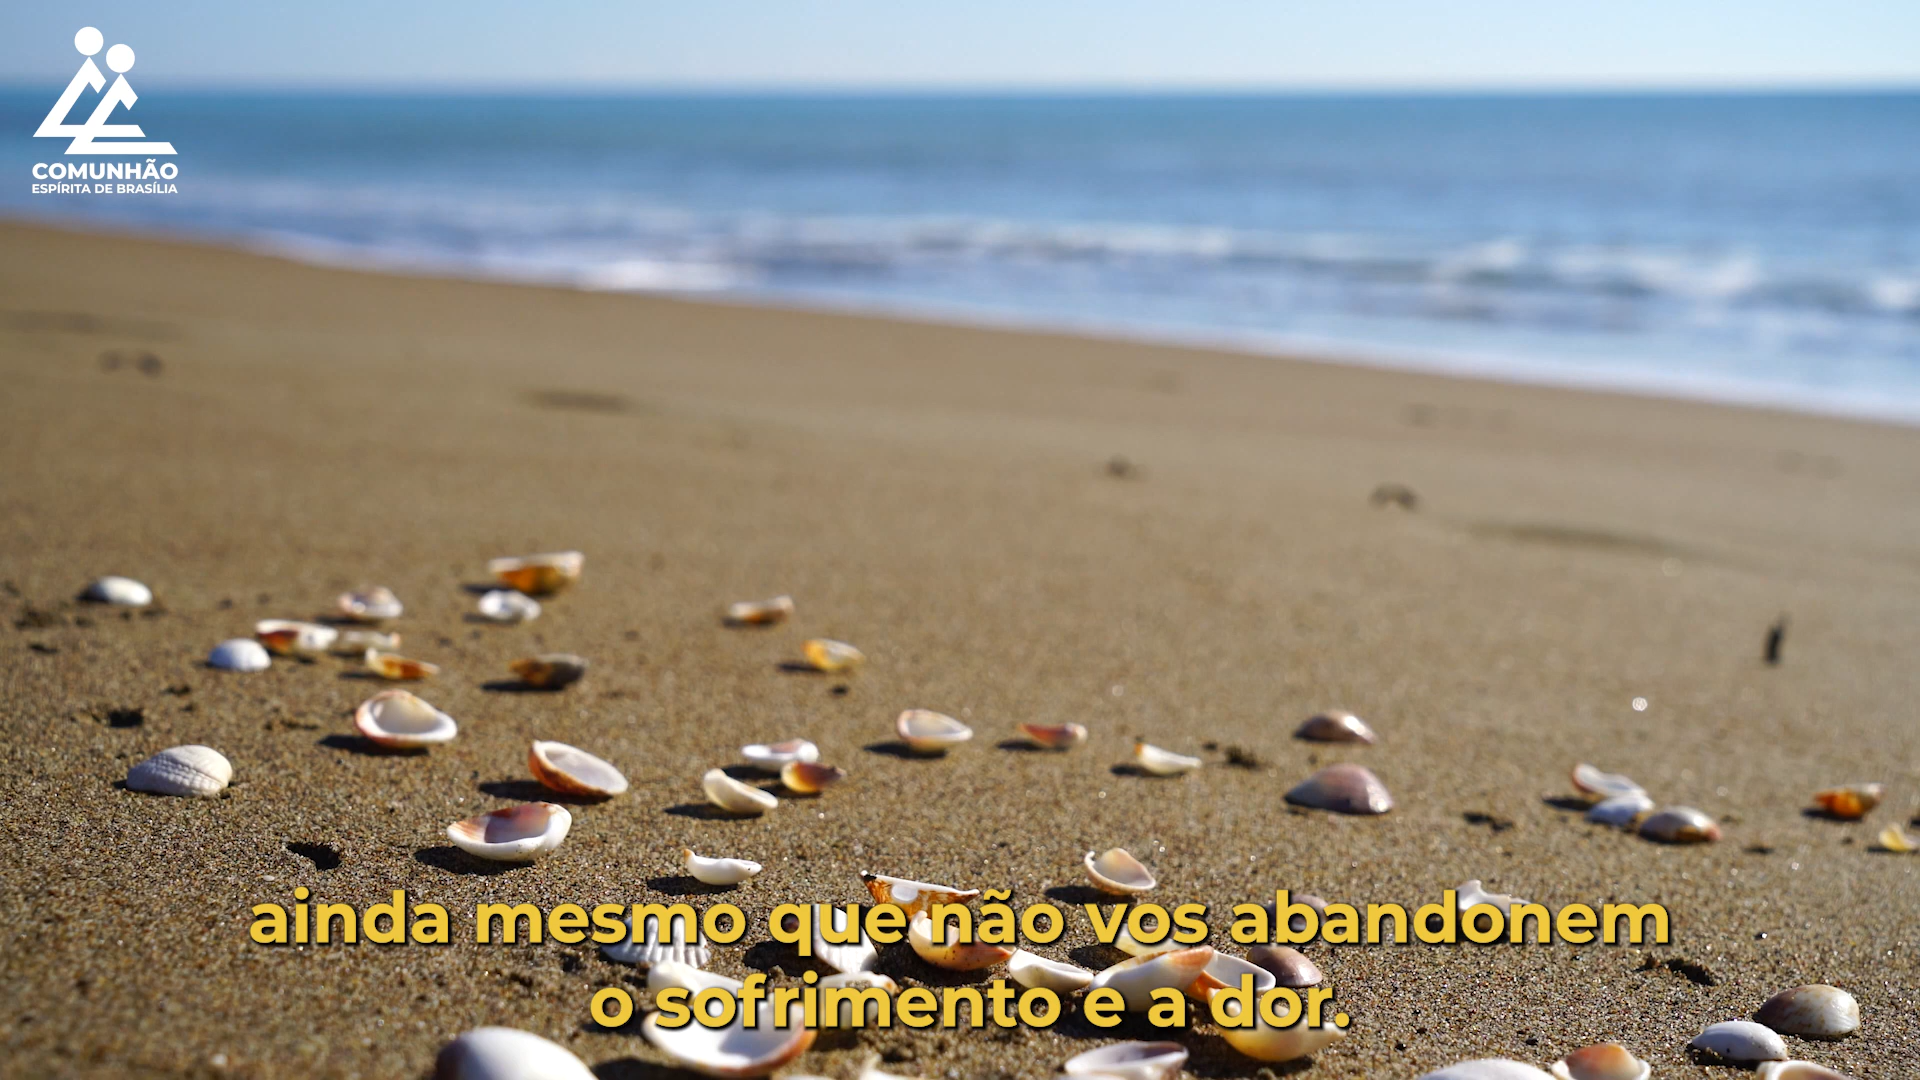 COMUNHÃO
ESPÍRITA DE BRASÍLIA
ainda mesmo que não vos abandonem
o sofrimento e a dor.